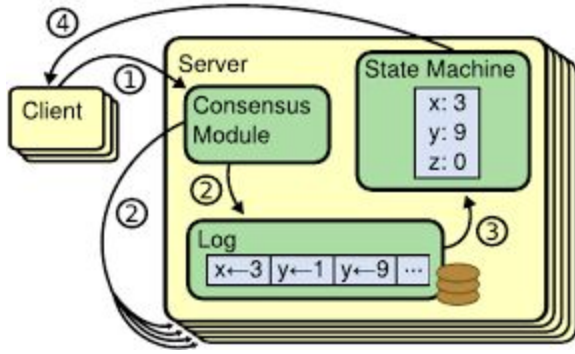 ④
①
Server
State Machine
Client
Consensus
Module
x: 3
y: 9
z: 0
②
②
③
Log
x←3 y←1 y←9 ...